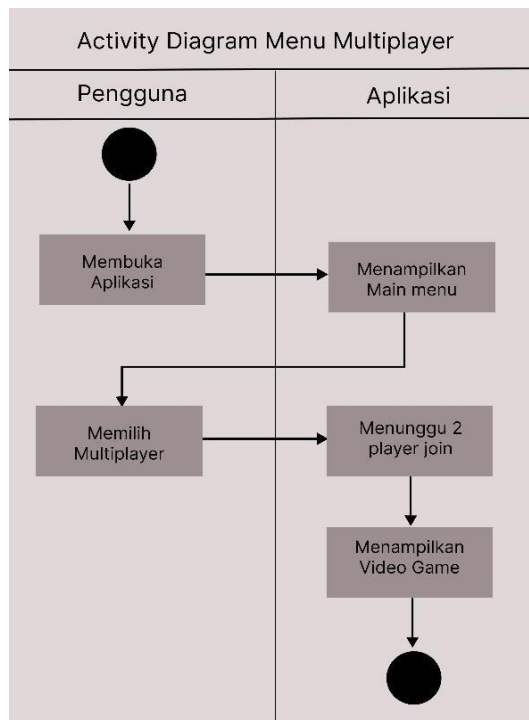 Activity Diagram Menu Multiplayer
Pengguna
Aplikasi
Membuka
Aplikasi
Menampilkan
Main menu
Memilih
Multiplayer
Menunggu 2
player join
Menampilkan
Video Game